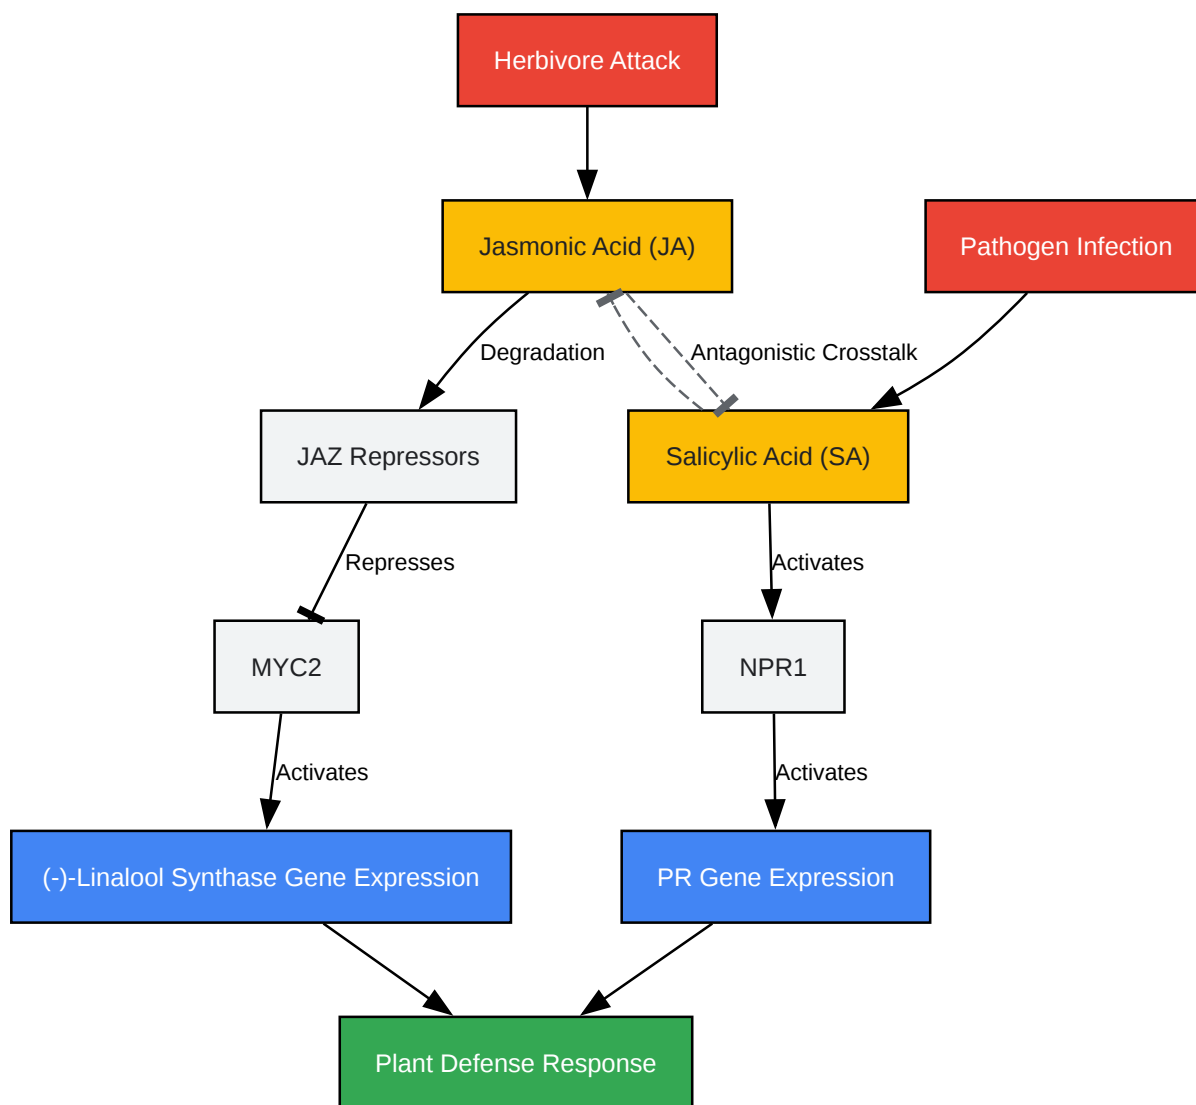 Herbivore Attack
Jasmonic Acid (JA)
Pathogen Infection
Degradation
Antagonistic Crosstalk
JAZ Repressors
Salicylic Acid (SA)
Represses
Activates
MYC2
NPR1
Activates
Activates
(-)-Linalool Synthase Gene Expression
PR Gene Expression
Plant Defense Response